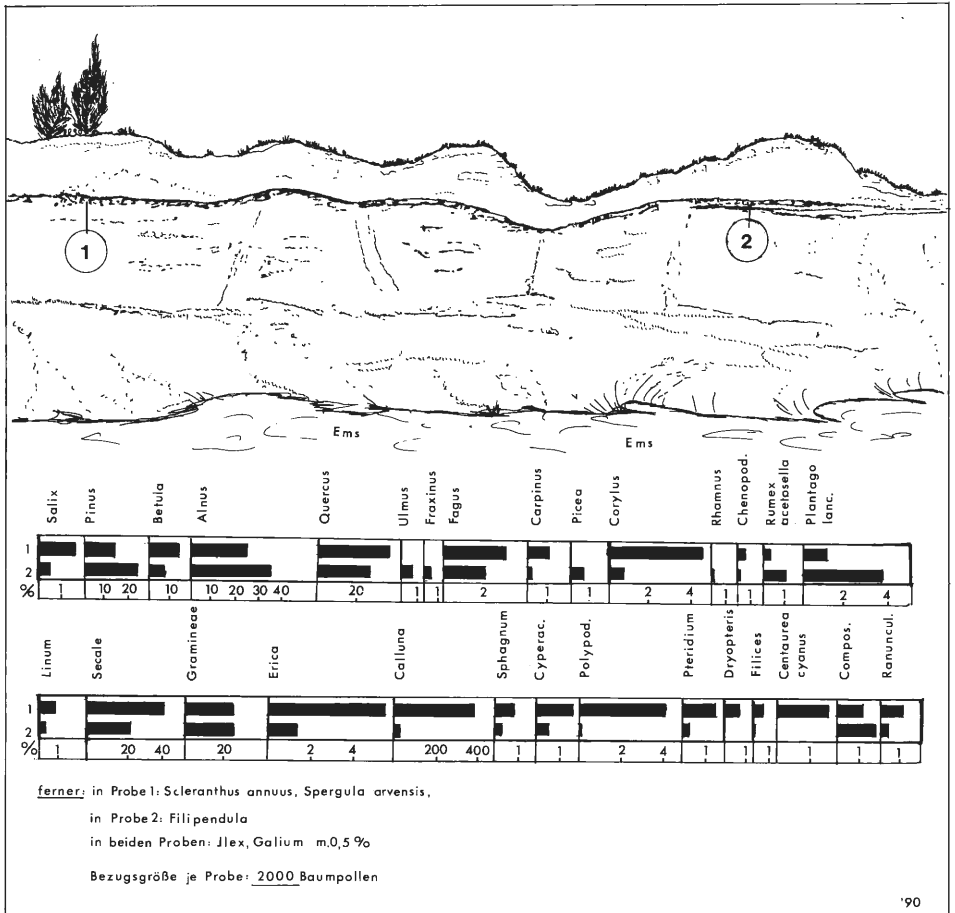 1
2
Ems
Ems
Salix Pinus Betula Alnus Quercus Ulmus Fraxinus Fagus Carpinus Picea Corylus Rhamnus Chenopod. Rumex acetosella Plantago lanc.
1
2
% 1 10 20 10 10 20 30 40 20 1 1 2 1 1 2 4 1 1 1 2 4
Linum Secale Gramineae Erica Calluna Sphagnum Cyperac. Polypod. Pteridium Dryopteris Filices Centaurea cyanus Compos. Ranuncul.
1
2
% 1 20 40 20 2 4 200 400 1 1 2 4 1 1 1 1 1 1
ferner: in Probe 1: Scleranthus annuus, Spergula arvensis,
in Probe 2: Filipendula
in beiden Proben: Jlex, Galium m.0,5 %
Bezugsgröße je Probe: 2000 Baumpollen
'90